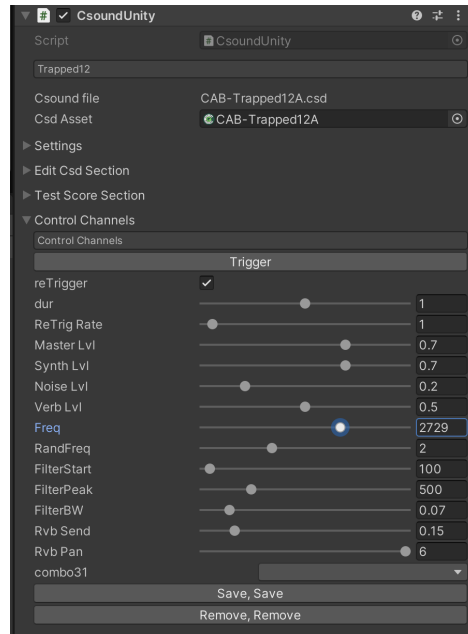 CsoundUnity
Script CsoundUnity
Trapped12
Csound file CAB-Trapped12A.csd
Csd Asset CAB-Trapped12A
Settings
Edit Csd Section
Test Score Section
Control Channels
Control Channels
Trigger
reTrigger
dur 1
ReTrig Rate 1
Master Lvl 0.7
Synth Lvl 0.7
Noise Lvl 0.2
Verb Lvl 0.5
Freq 2729
RandFreq 2
FilterStart 100
FilterPeak 500
FilterBW 0.07
Rvb Send 0.15
Rvb Pan 6
combo31
Save, Save
Remove, Remove